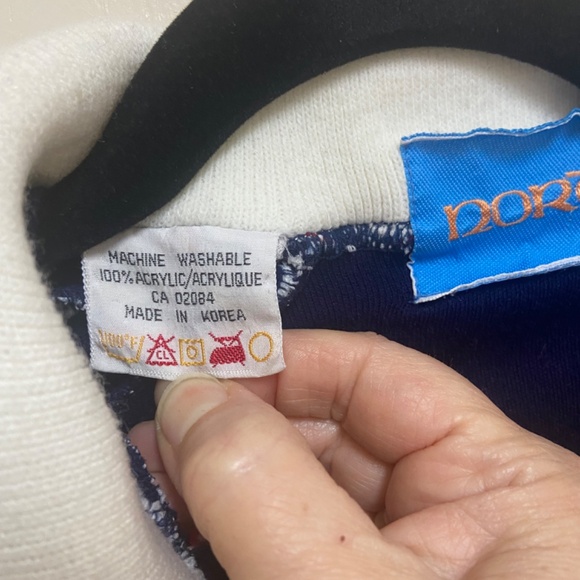 MACHINE WASHABLE
100% ACRYLIC/ACRYLIQUE
CA 02084
MADE IN KOREA
CL